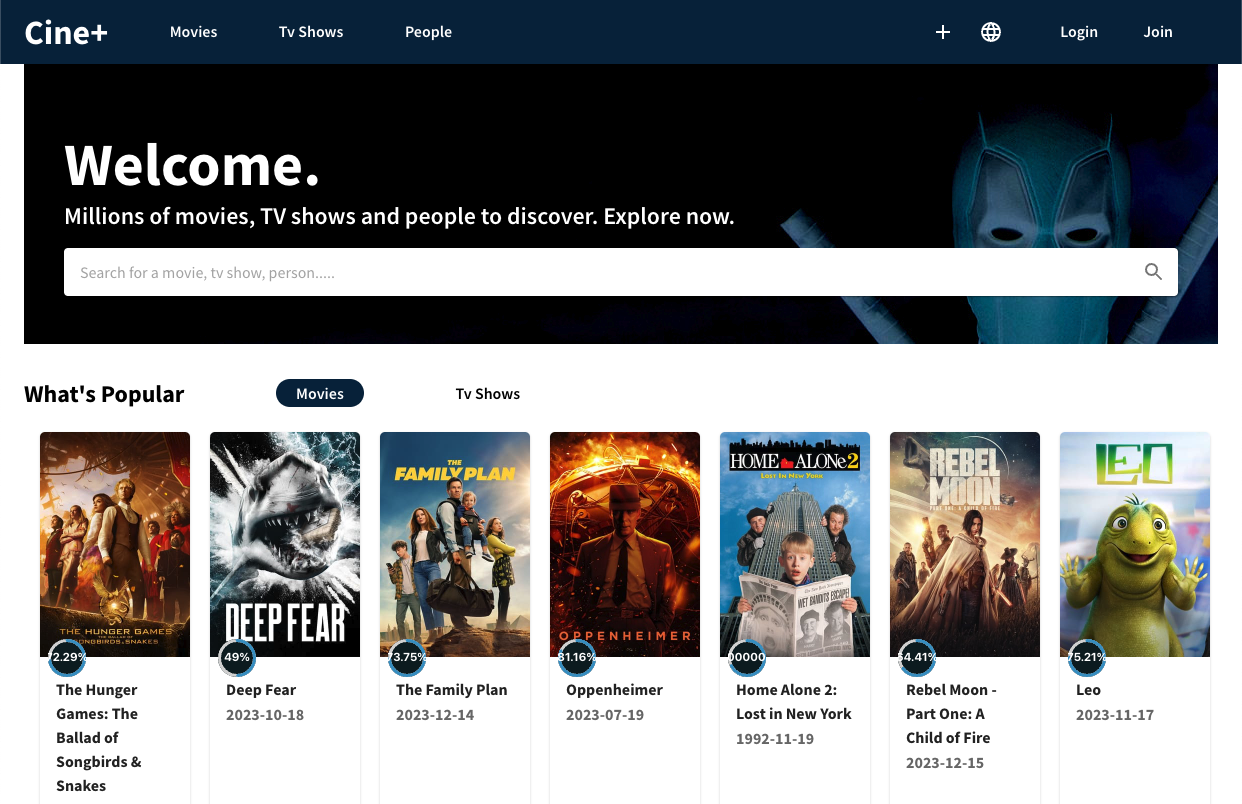 Cine+
Movies
Tv Shows
People
+
Login
Join
Welcome.
Millions of movies, TV shows and people to discover. Explore now.
Search for a movie, tv show, person.....
What's Popular
Movies
Tv Shows
THE HUNGER GAMES
THE BALLAD OF
SONGBIRDS & SNAKES
72.29%
The Hunger
Games: The
Ballad of
Songbirds &
Snakes
DEEP FEAR
49%
Deep Fear
2023-10-18
THE
FAMILY PLAN
73.75%
The Family Plan
2023-12-14
OPPENHEIMER
81.16%
Oppenheimer
2023-07-19
HOME ALONe 2
LOST IN NEW YORK
WET BANDITS ESCAPE!
00000
Home Alone 2:
Lost in New York
1992-11-19
REBEL
MOON
PART ONE: A CHILD OF FIRE
64.41%
Rebel Moon -
Part One: A
Child of Fire
2023-12-15
LEO
75.21%
Leo
2023-11-17